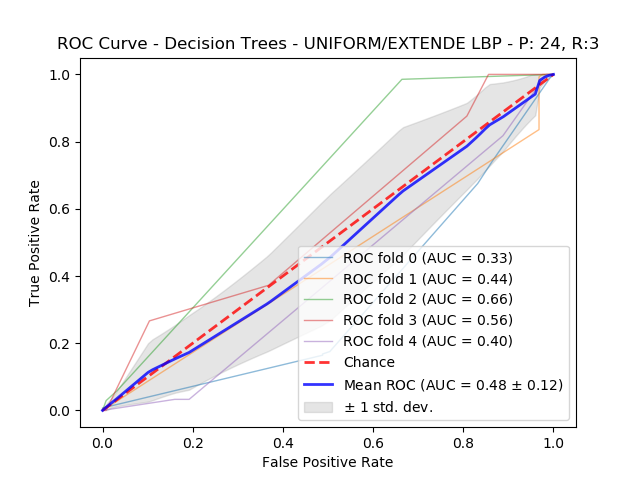 ROC Curve - Decision Trees - UNIFORM/EXTENDE LBP - P: 24, R:3
True Positive Rate
1.0
0.8
0.6
0.4
0.2
0.0
ROC fold 0 (AUC = 0.33)
ROC fold 1 (AUC = 0.44)
ROC fold 2 (AUC = 0.66)
ROC fold 3 (AUC = 0.56)
ROC fold 4 (AUC = 0.40)
Chance
Mean ROC (AUC = 0.48 ± 0.12)
± 1 std. dev.
0.0 0.2 0.4 0.6 0.8 1.0
False Positive Rate